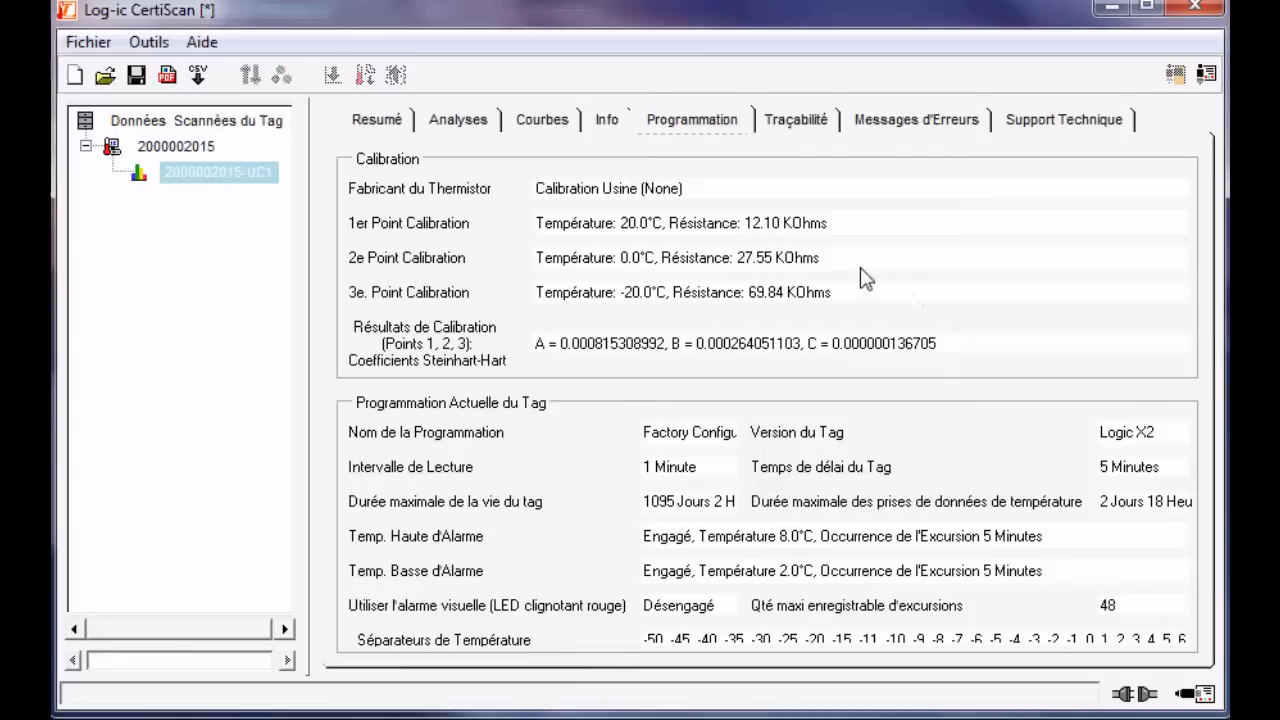 Log-ic CertiScan [*]
Fichier Outils Aide
PDF CSV
Données Scannées du Tag
2000002015
2000002015-UC1
Resumé Analyses Courbes Info Programmation Traçabilité Messages d'Erreurs Support Technique
Calibration
Fabricant du Thermistor Calibration Usine (None)
1er Point Calibration Température: 20.0°C, Résistance: 12.10 KOhms
2e Point Calibration Température: 0.0°C, Résistance: 27.55 KOhms
3e. Point Calibration Température: -20.0°C, Résistance: 69.84 KOhms
Résultats de Calibration
(Points 1, 2, 3):
Coefficients Steinhart-Hart
A = 0.000815308992, B = 0.000264051103, C = 0.000000136705
Programmation Actuelle du Tag
Nom de la Programmation Factory Configu Version du Tag Logic X2
Intervalle de Lecture 1 Minute Temps de délai du Tag 5 Minutes
Durée maximale de la vie du tag 1095 Jours 2 H Durée maximale des prises de données de température 2 Jours 18 Heu
Temp. Haute d'Alarme Engagé, Température 8.0°C, Occurrence de l'Excursion 5 Minutes
Temp. Basse d'Alarme Engagé, Température 2.0°C, Occurrence de l'Excursion 5 Minutes
Utiliser l'alarme visuelle (LED clignotant rouge) Désengagé Qté maxi enregistrable d'excursions 48
Séparateurs de Température -50 -45 -40 -35 -30 -25 -20 -15 -11 -10 -9 -8 -7 -6 -5 -4 -3 -2 -1 0 1 2 3 4 5 6